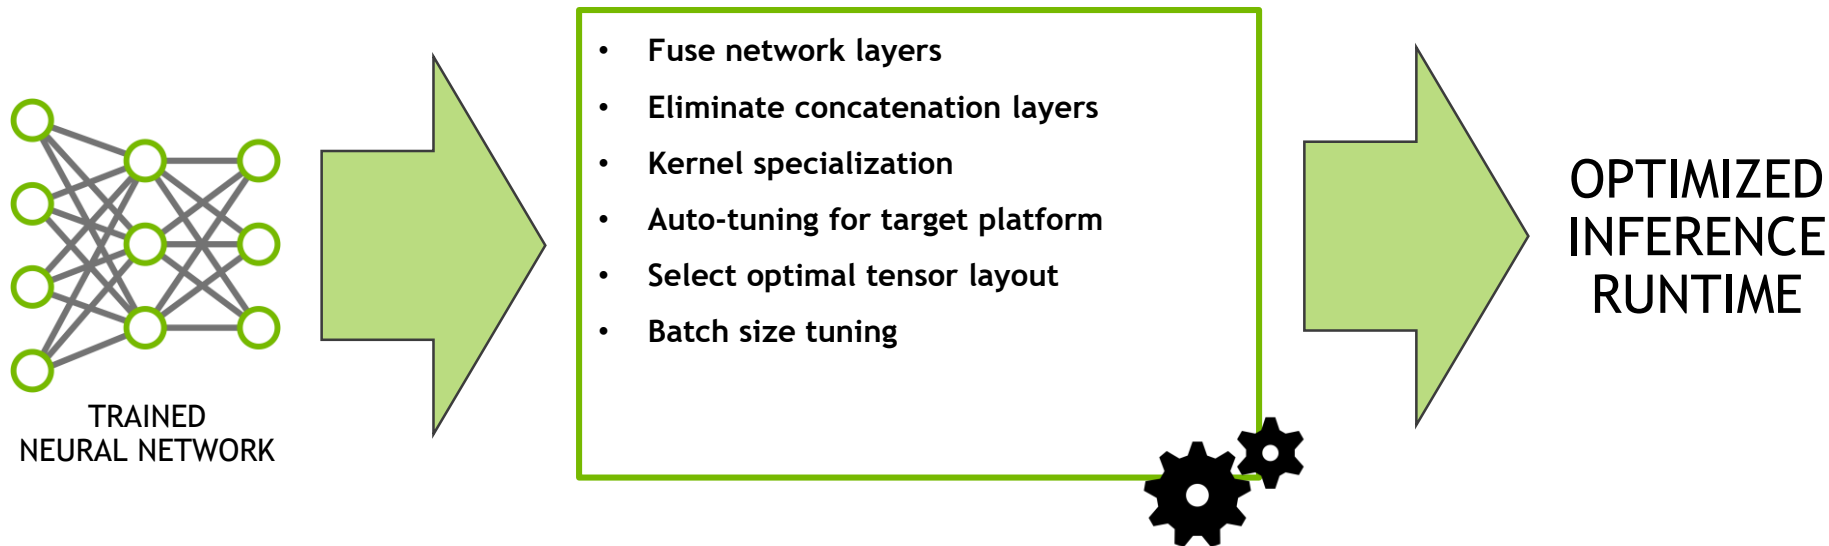 TRAINED
NEURAL NETWORK
• Fuse network layers
• Eliminate concatenation layers
• Kernel specialization
• Auto-tuning for target platform
• Select optimal tensor layout
• Batch size tuning
OPTIMIZED
INFERENCE
RUNTIME